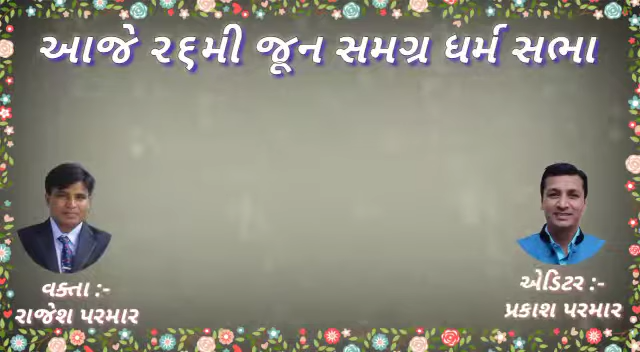 આજે ૨૬મી જૂન સમગ્ર ધર્મ સભા
વક્તા :-
રાજેશ પરમાર
એડિટર :-
પ્રકાશ પરમાર